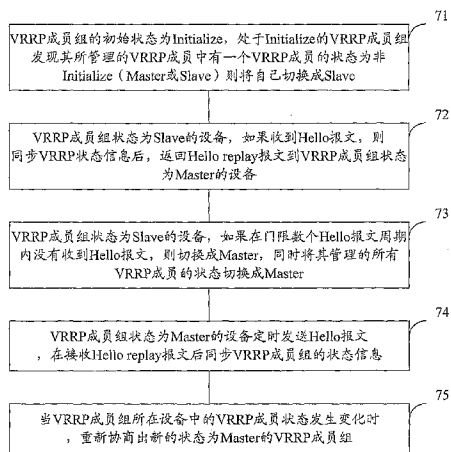 71
VRRP成员组的初始状态为Initialize，处于Initialize的VRRP成员组
发现其所管理的VRRP成员中有一个VRRP成员的状态为非
Initialize（Master或Slave）则将自己切换成Slave
72
VRRP成员组状态为Slave的设备，如果收到Hello报文，则
同步VRRP状态信息后，返回Hello replay报文到VRRP成员组状态
为Master的设备
73
VRRP成员组状态为Slave的设备，如果在门限数个Hello报文周期
内没有收到Hello报文，则切换成Master，同时将其管理的所有
VRRP成员的状态切换成Master
74
VRRP成员组状态为Master的设备定时发送Hello报文
，在接收Hello replay报文后同步VRRP成员组的状态信息
75
当VRRP成员组所在设备中的VRRP成员状态发生变化时
，重新协商出新的状态为Master的VRRP成员组